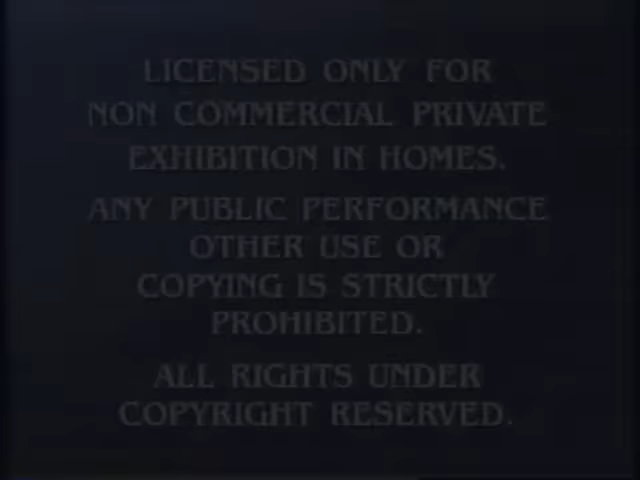 LICENSED ONLY FOR
NON COMMERCIAL PRIVATE
EXHIBITION IN HOMES.
ANY PUBLIC PERFORMANCE
OTHER USE OR
COPYING IS STRICTLY
PROHIBITED.
ALL RIGHTS UNDER
COPYRIGHT RESERVED.